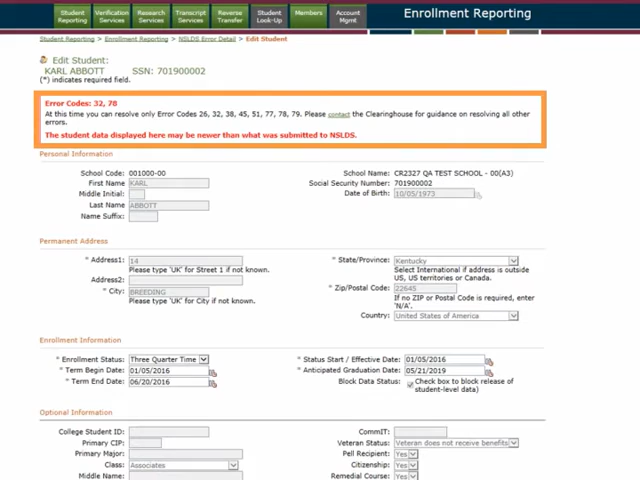 Student Reporting
Verification Services
Research Services
Transcript Services
Reverse Transfer
Student Look-Up
Members
Account Mgmt
Enrollment Reporting
Student Reporting > Enrollment Reporting > NSLDS Error Detail > Edit Student
Edit Student:
KARL ABBOTT SSN: 701900002
(*) indicates required field.
Error Codes: 32, 78
At this time you can resolve only Error Codes 26, 32, 38, 45, 51, 77, 78, 79. Please contact the Clearinghouse for guidance on resolving all other
errors.
The student data displayed here may be newer than what was submitted to NSLDS.
Personal Information
School Code: 001000-00
School Name: CR2327 QA TEST SCHOOL - 00(A3)
First Name KARL
Social Security Number: 701900002
Middle Initial:
Date of Birth: 10/05/1973
Last Name ABBOTT
Name Suffix:
Permanent Address
* Address1: 14
Please type 'UK' for Street 1 if not known.
* State/Province: Kentucky
Select International if address is outside
US, US territories or Canada.
Address2:
* City: BREEDING
Please type 'UK' for City if not known.
* Zip/Postal Code: 22645
If no ZIP or Postal Code is required, enter
'N/A'.
Country: United States of America
Enrollment Information
* Enrollment Status: Three Quarter Time
* Status Start / Effective Date: 01/05/2016
* Term Begin Date: 01/05/2016
* Anticipated Graduation Date: 05/21/2019
* Term End Date: 06/20/2016
Block Data Status: Check box to block release of
student-level data)
Optional Information
College Student ID:
CommIT:
Primary CIP:
Veteran Status: Veteran does not receive benefits
Primary Major:
Pell Recipient: Yes
Class: Associates
Citizenship: Yes
Middle Name:
Remedial Course: Yes